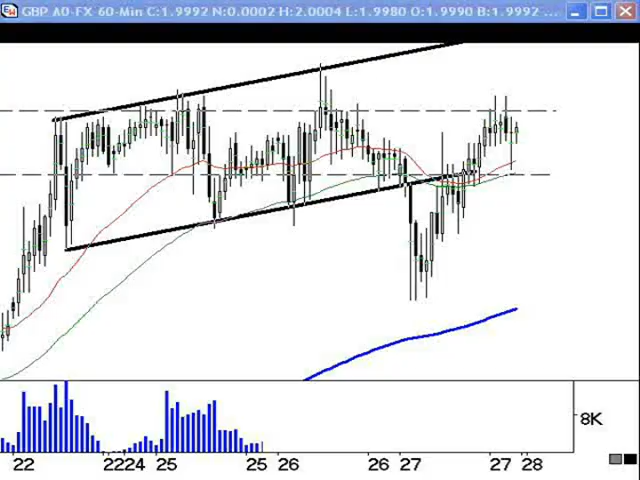 GBP A0-FX 60-Min C:1.9992 N:0.0002 H:2.0004 L:1.9980 O:1.9990 B:1.9992 ...
8K
22 2224 25 25 26 26 27 27 28